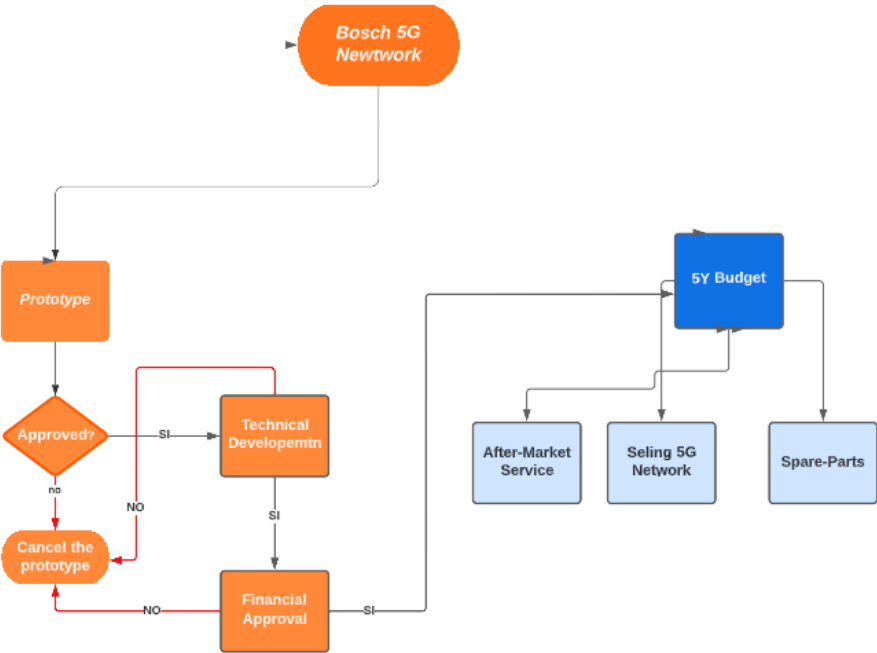 Bosch 5G
Newtwork
Prototype
5Y Budget
Approved?
SI
Technical
Developemtn
no
NO
SI
After-Market
Service
Seling 5G
Network
Spare-Parts
Cancel the
prototype
Financial
Approval
NO
SI